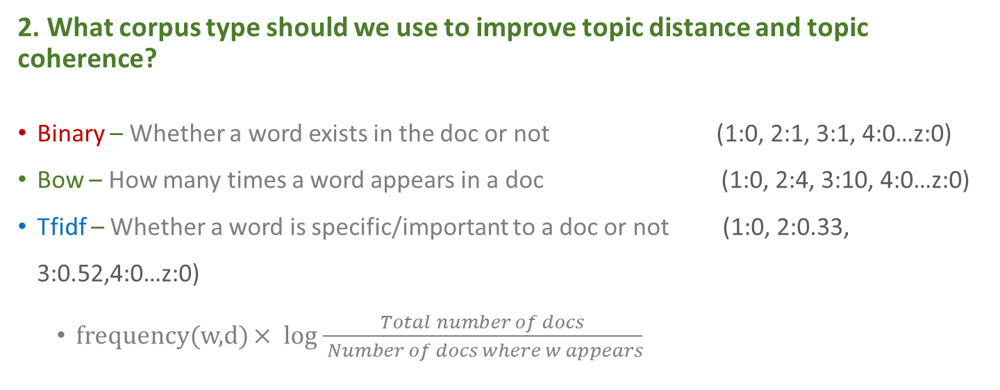 2. What corpus type should we use to improve topic distance and topic
coherence?
• Binary – Whether a word exists in the doc or not (1:0, 2:1, 3:1, 4:0…z:0)
• Bow – How many times a word appears in a doc (1:0, 2:4, 3:10, 4:0…z:0)
• Tfidf – Whether a word is specific/important to a doc or not (1:0, 2:0.33,
3:0.52,4:0…z:0)
• frequency(w,d) × log
Total number of docs
Number of docs where w appears